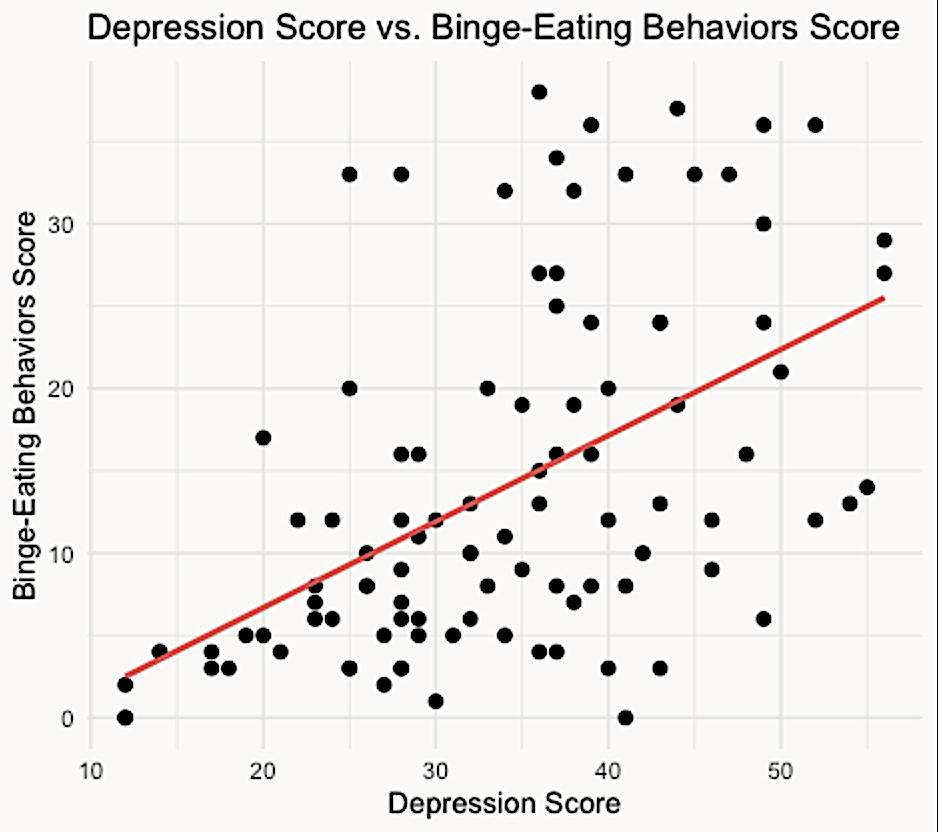 Depression Score vs. Binge-Eating Behaviors Score
Binge-Eating Behaviors Score
30
20
10
0
10 20 30 40 50
Depression Score